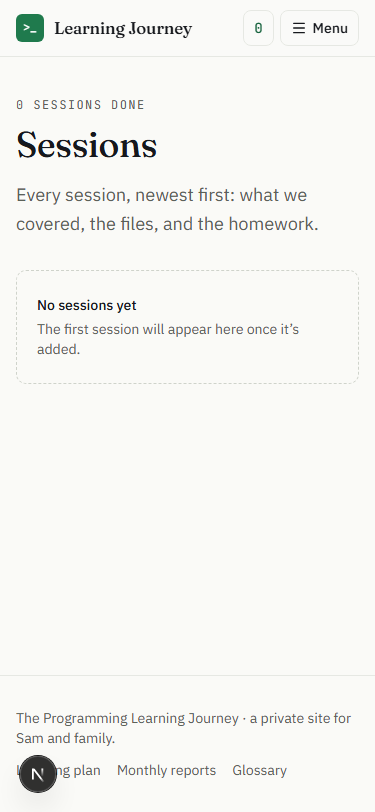 >_ Learning Journey 0 ☰ Menu
0 SESSIONS DONE
Sessions
Every session, newest first: what we
covered, the files, and the homework.
No sessions yet
The first session will appear here once it’s
added.
The Programming Learning Journey · a private site for
Sam and family.
N plan Monthly reports Glossary